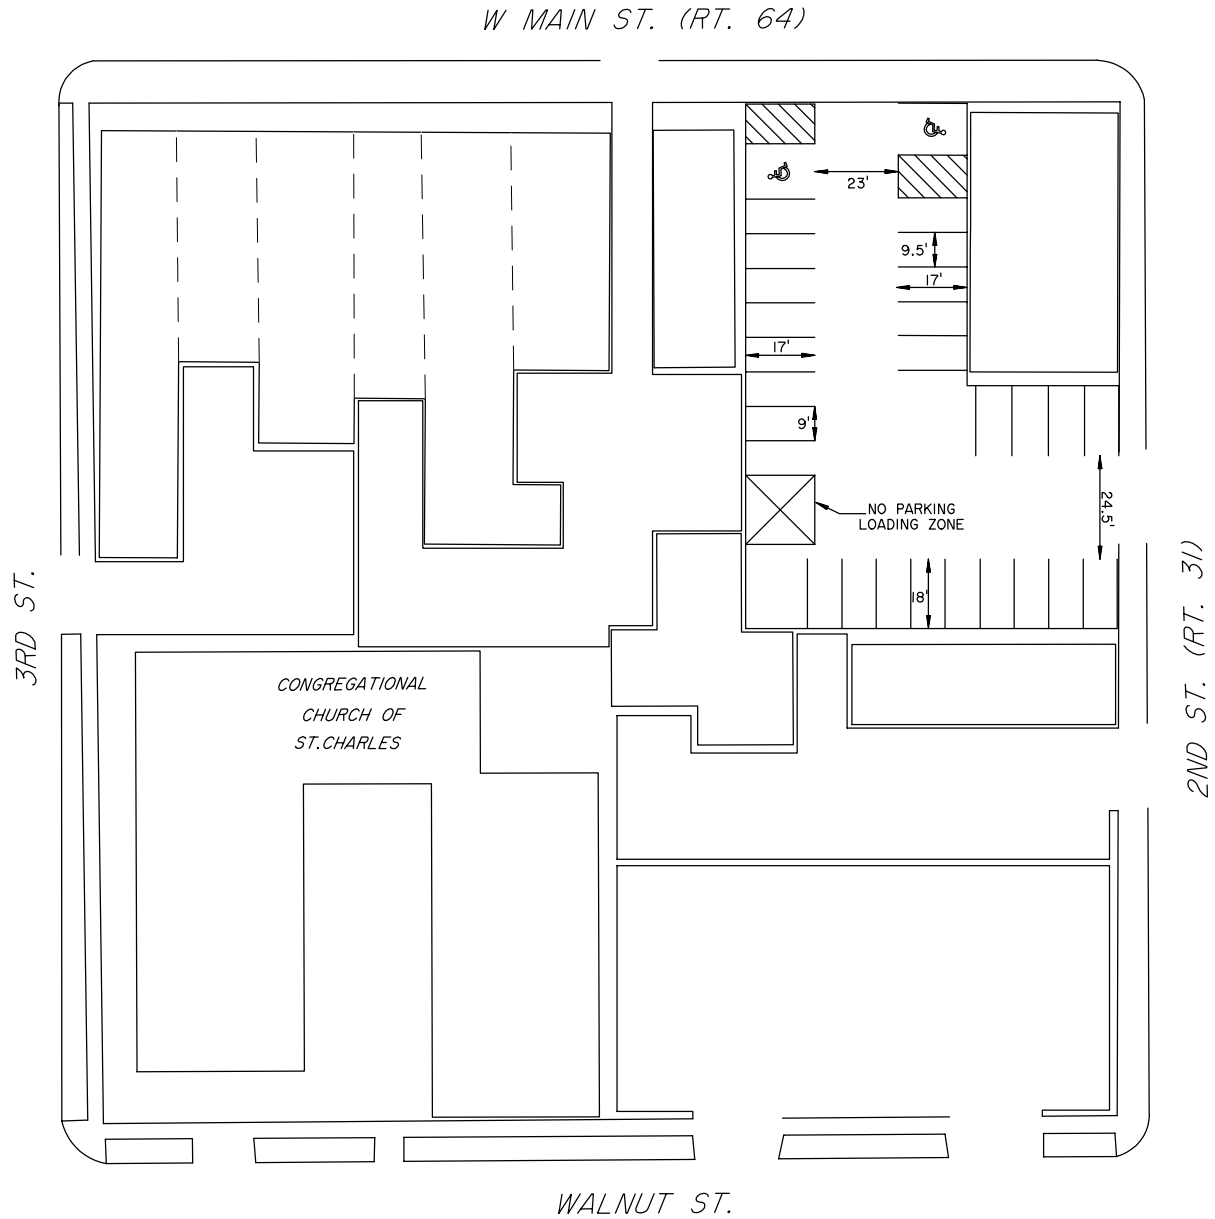 W MAIN ST. (RT. 64)
23'
9.5'
17'
17'
9'
24.5'
NO PARKING
LOADING ZONE
18'
3RD ST.
2ND ST. (RT. 31)
CONGREGATIONAL
CHURCH OF
ST.CHARLES
WALNUT ST.